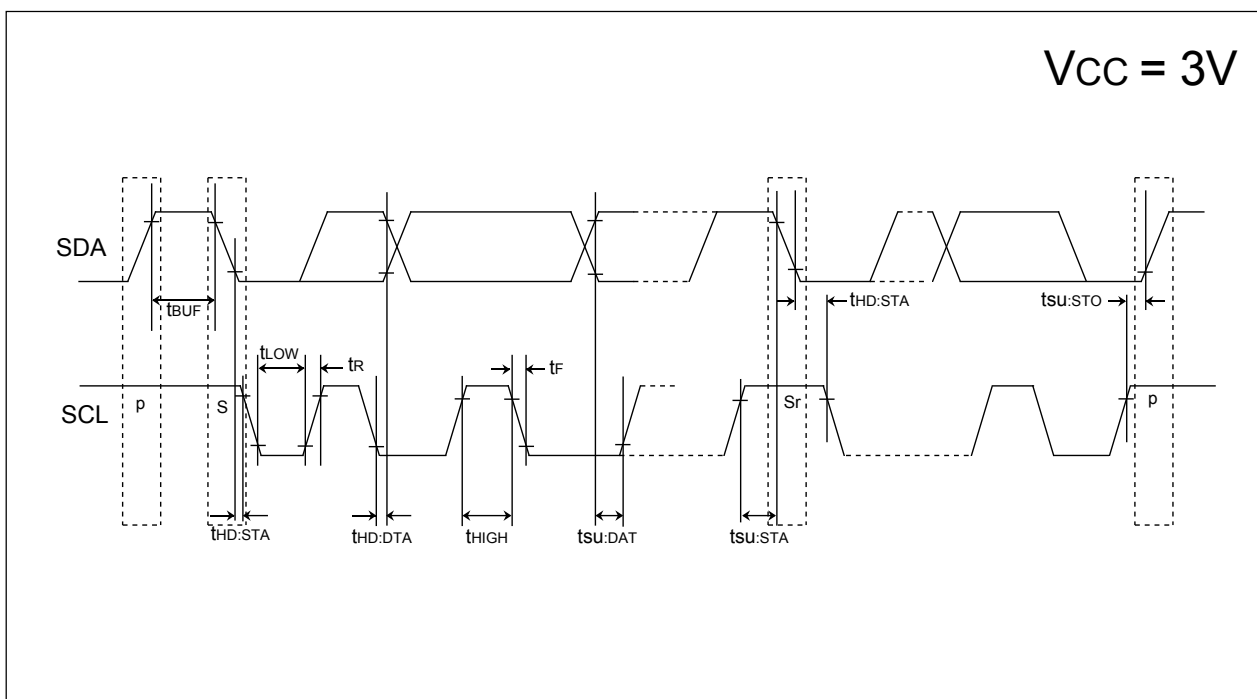 VCC = 3V
SDA
tBUF
tHD:STA
tsu:STO
tLOW
tR
tF
SCL
p
S
Sr
p
tHD:STA
tHD:DTA
tHIGH
tsu:DAT
tsu:STA